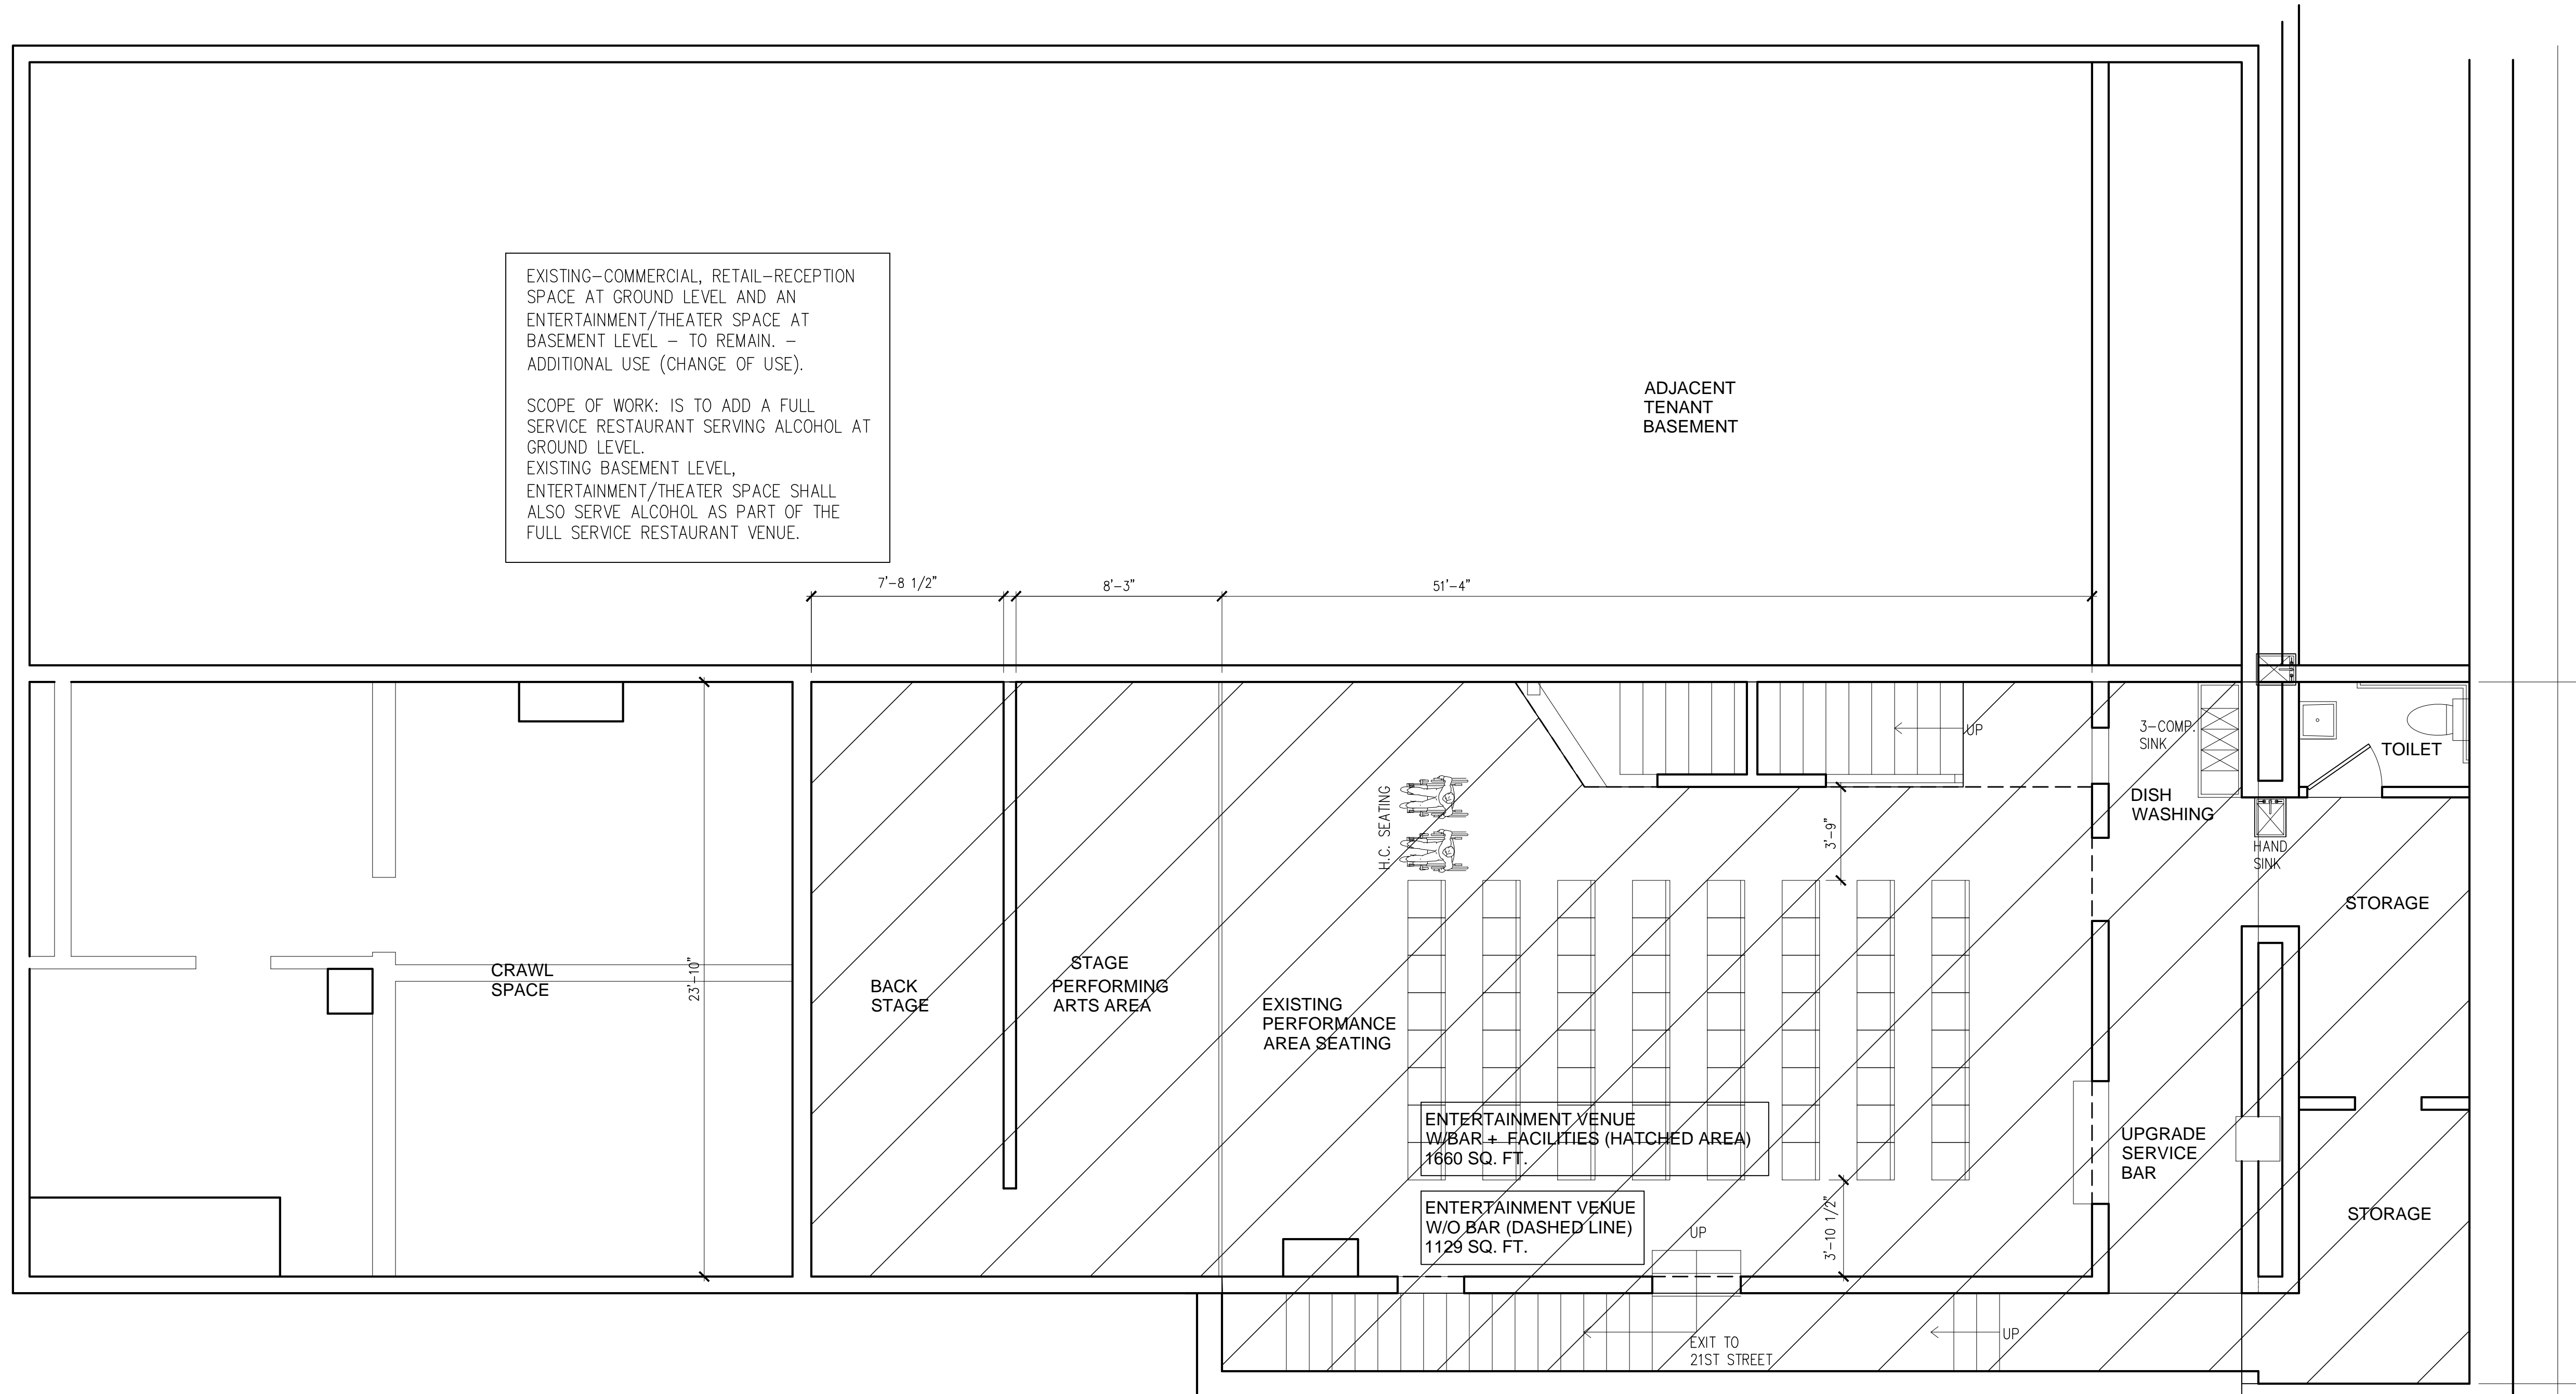 EXISTING-COMMERCIAL, RETAIL-RECEPTION
SPACE AT GROUND LEVEL AND AN
ENTERTAINMENT/THEATER SPACE AT
BASEMENT LEVEL - TO REMAIN. -
ADDITIONAL USE (CHANGE OF USE).
SCOPE OF WORK: IS TO ADD A FULL
SERVICE RESTAURANT SERVING ALCOHOL AT
GROUND LEVEL.
EXISTING BASEMENT LEVEL,
ENTERTAINMENT/THEATER SPACE SHALL
ALSO SERVE ALCOHOL AS PART OF THE
FULL SERVICE RESTAURANT VENUE.
ADJACENT
TENANT
BASEMENT
7'-8 1/2"
8'-3"
51'-4"
UP
3-COMP.
SINK
TOILET
DISH
WASHING
HAND
SINK
H.C. SEATING
3'-9"
STORAGE
CRAWL
SPACE
23'-10"
BACK
STAGE
STAGE
PERFORMING
ARTS AREA
EXISTING
PERFORMANCE
AREA SEATING
ENTERTAINMENT VENUE
W/BAR + FACILITIES (HATCHED AREA)
1660 SQ. FT.
UPGRADE
SERVICE
BAR
ENTERTAINMENT VENUE
W/O BAR (DASHED LINE)
1129 SQ. FT.
UP
3'-10 1/2"
STORAGE
EXIT TO
21ST STREET
UP